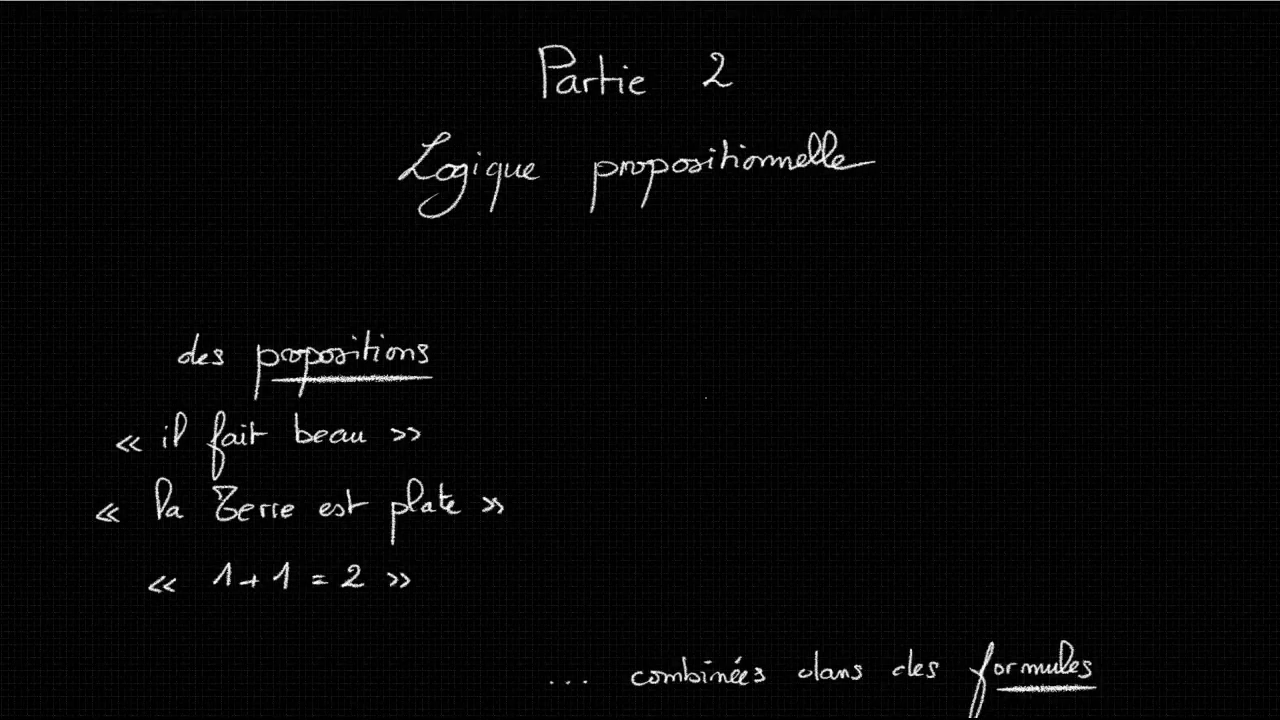 Partie 2
Logique propositionnelle
des propositions
« il fait beau »
« la Terre est plate »
« 1 + 1 = 2 »
... combinées dans des formules